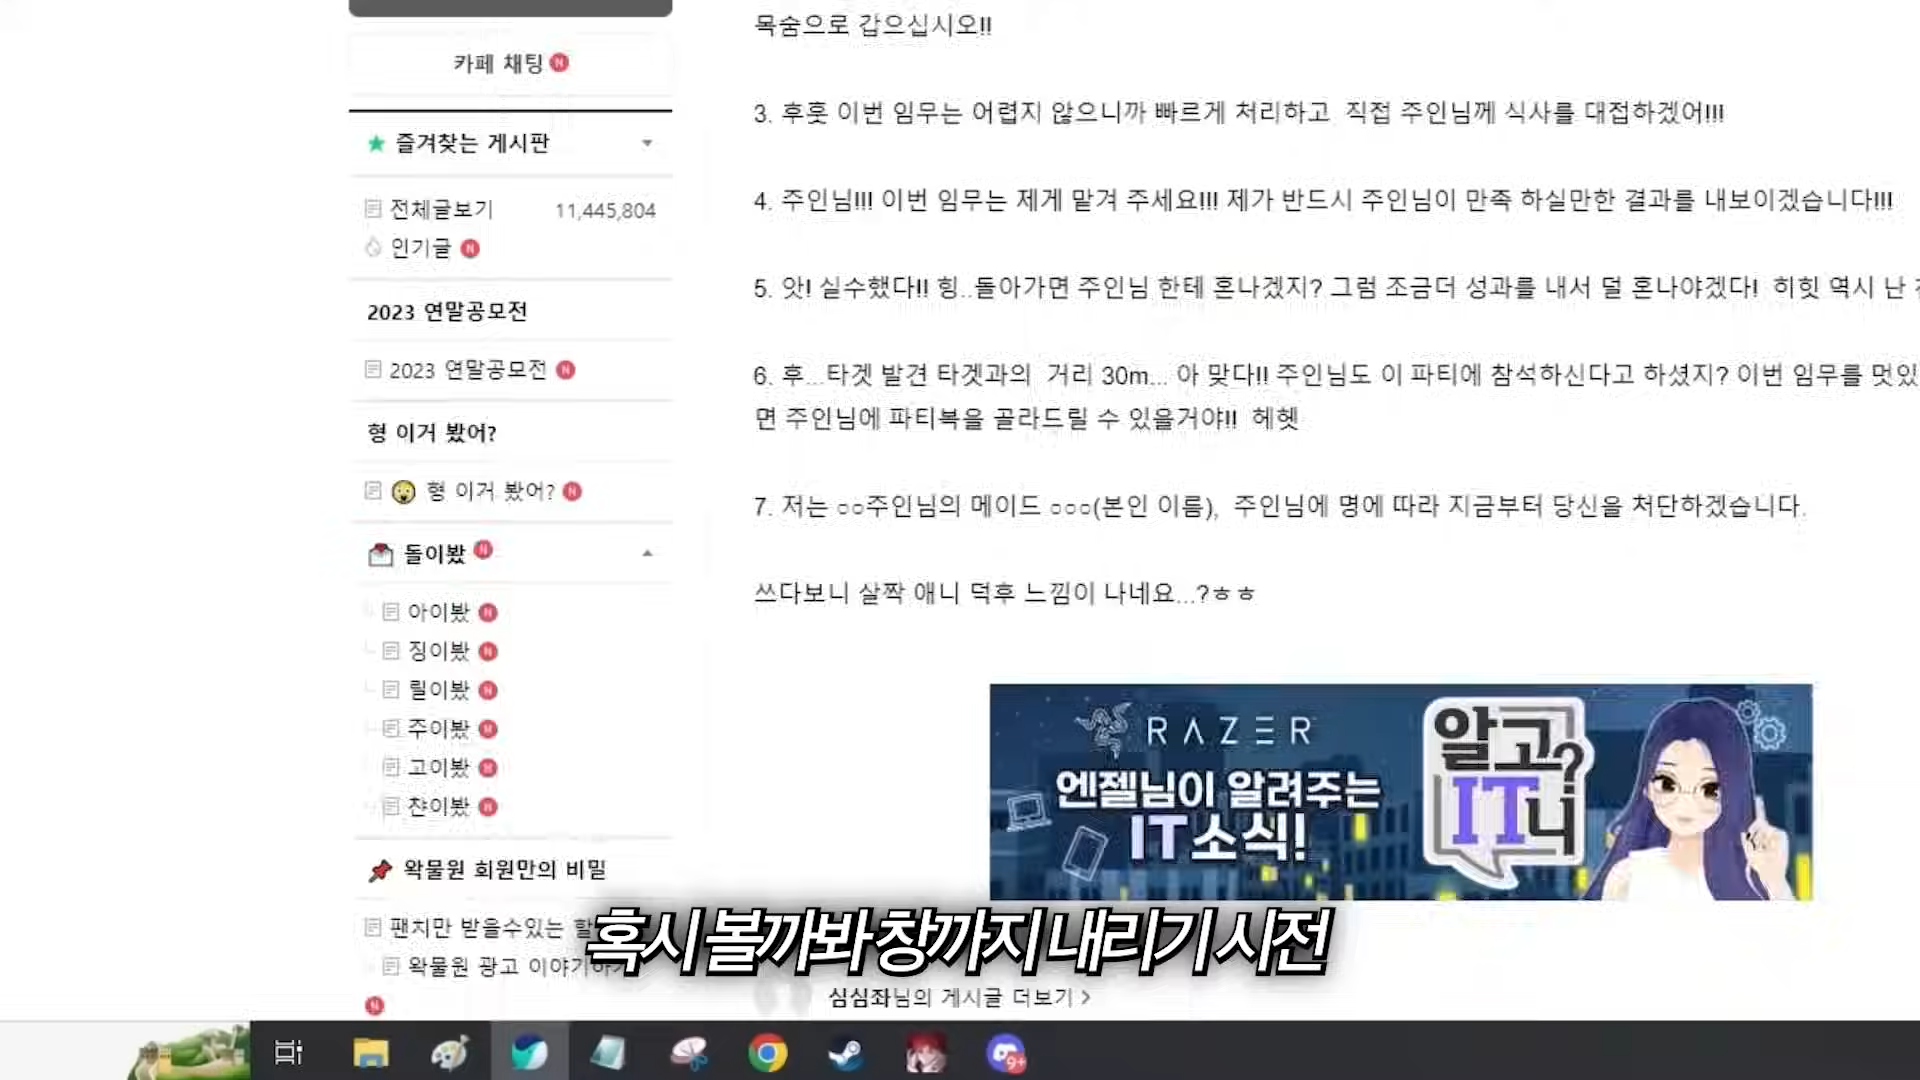 카페 채팅 N
즐겨찾는 게시판
전체글보기 11,445,804
인기글 N
2023 연말공모전
2023 연말공모전 N
형 이거 봤어?
형 이거 봤어? N
돌이봤 N
아이봤 N
징이봤 N
릴이봤 N
주이봤 N
고이봤 N
챤이봤 N
왁물원 회원만의 비밀
팬치만 받을수있는 할
왁물원 광고 이야기하기
N
목숨으로 갚으십시오!!
3. 후훗 이번 임무는 어렵지 않으니까 빠르게 처리하고 직접 주인님께 식사를 대접하겠어!!!
4. 주인님!!! 이번 임무는 제게 맡겨 주세요!!! 제가 반드시 주인님이 만족 하실만한 결과를 내보이겠습니다!!!
5. 앗! 실수했다!! 힝..돌아가면 주인님 한테 혼나겠지? 그럼 조금더 성과를 내서 덜 혼나야겠다! 히힛 역시 난
6. 후...타겟 발견 타겟과의 거리 30m... 아 맞다!! 주인님도 이 파티에 참석하신다고 하셨지? 이번 임무를 멋있
면 주인님에 파티복을 골라드릴 수 있을거야!! 헤헷
7. 저는 ㅇㅇ주인님의 메이드 ㅇㅇㅇ(본인 이름), 주인님에 명에 따라 지금부터 당신을 처단하겠습니다.
쓰다보니 살짝 애니 덕후 느낌이 나네요...?ㅎㅎ
RAZER
엔젤님이 알려주는
IT소식!
알고?
IT니
혹시 볼까봐 창까지 내리기 시전
심심좌님의 게시글 더보기 >
9+